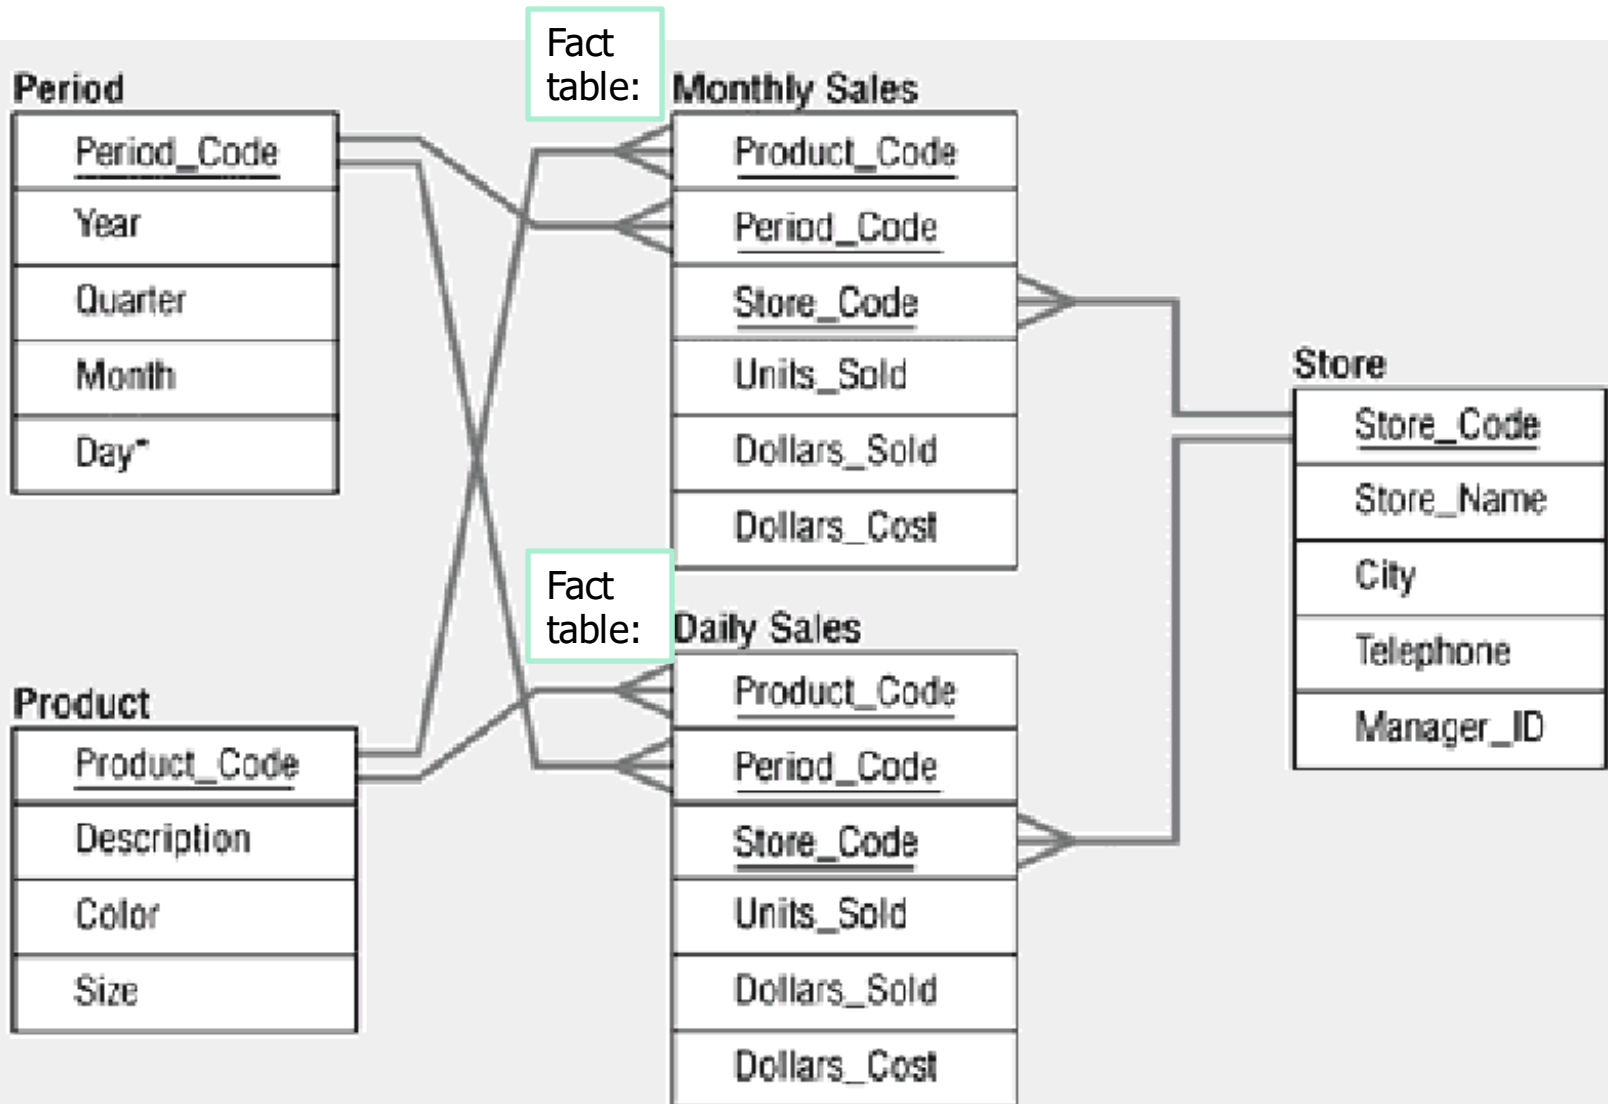 Fact
table:
Period
Period_Code
Year
Quarter
Month
Day*
Monthly Sales
Product_Code
Period_Code
Store_Code
Units_Sold
Dollars_Sold
Dollars_Cost
Store
Store_Code
Store_Name
City
Telephone
Manager_ID
Fact
table:
Daily Sales
Product_Code
Period_Code
Store_Code
Units_Sold
Dollars_Sold
Dollars_Cost
Product
Product_Code
Description
Color
Size